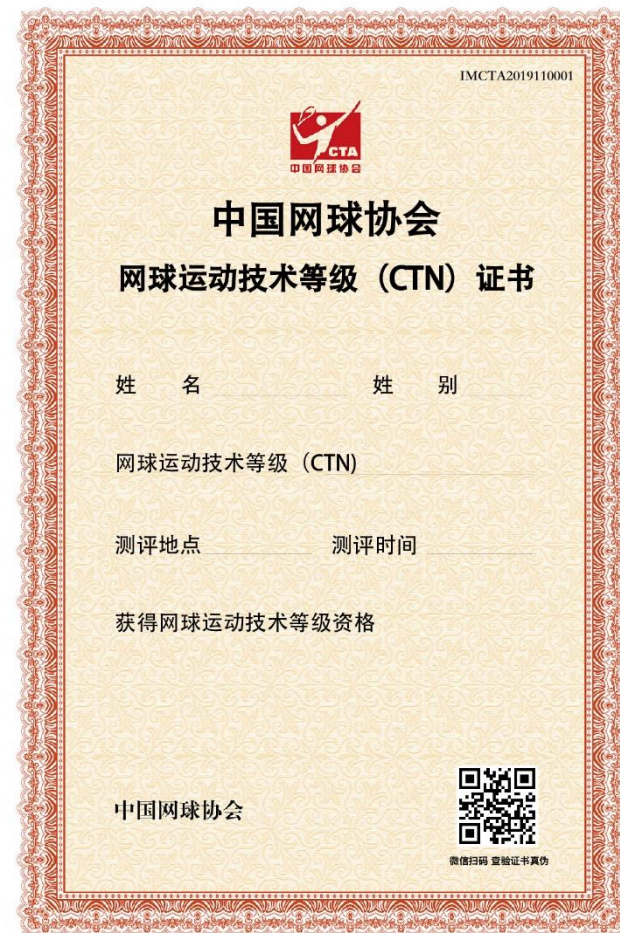 IMCTA2019110001
CTA
中国网球协会
中国网球协会
网球运动技术等级（CTN）证书
姓 名 姓 别
网球运动技术等级（CTN)
测评地点 测评时间
获得网球运动技术等级资格
中国网球协会
微信扫码 查验证书真伪